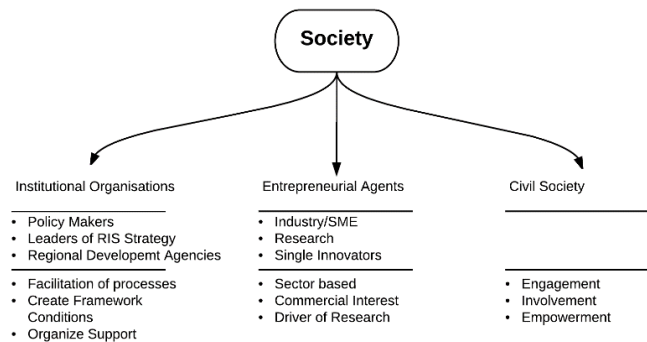 Society
Institutional Organisations
• Policy Makers
• Leaders of RIS Strategy
• Regional Developemt Agencies
• Facilitation of processes
• Create Framework
Conditions
• Organize Support
Entrepreneurial Agents
• Industry/SME
• Research
• Single Innovators
• Sector based
• Commercial Interest
• Driver of Research
Civil Society
• Engagement
• Involvement
• Empowerment